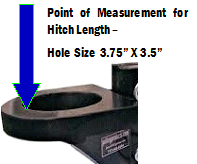 Point of Measurement for
Hitch Length –
Hole Size 3.75” X 3.5”